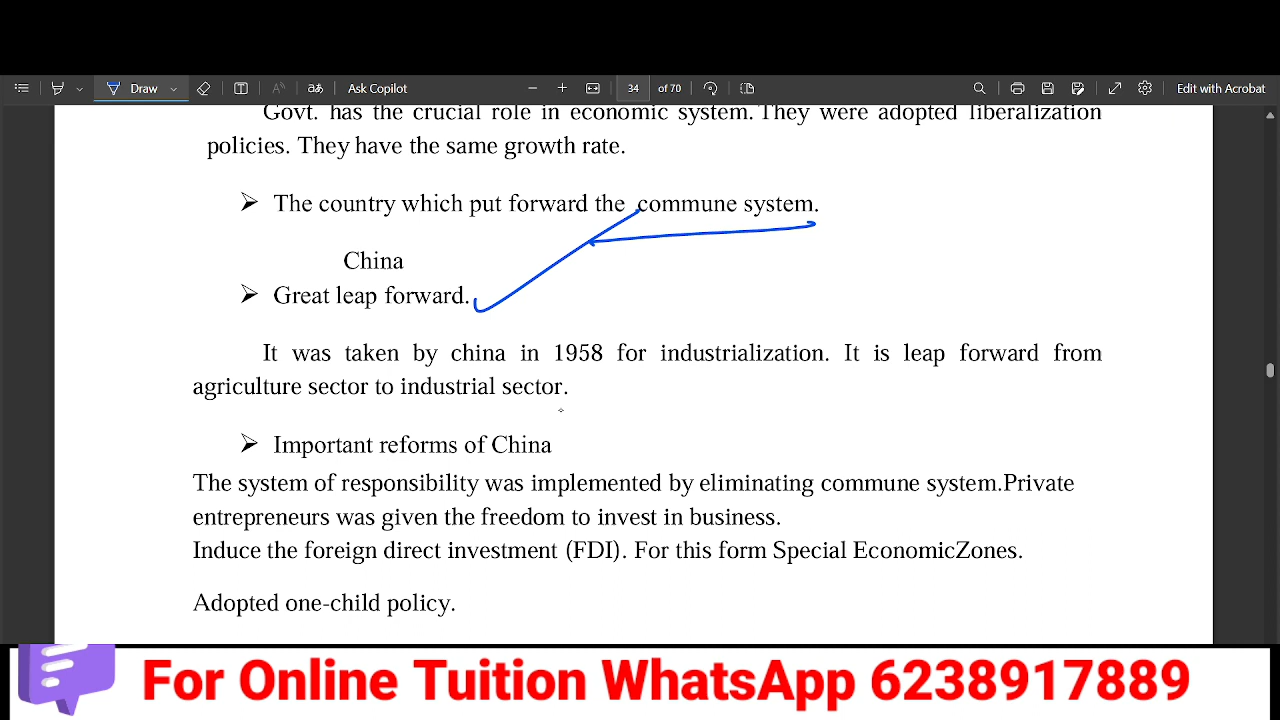 Draw
Ask Copilot
34 of 70
Edit with Acrobat
Govt. has the crucial role in economic system. They were adopted liberalization
policies. They have the same growth rate.
➢ The country which put forward the commune system.
China
➢ Great leap forward.
It was taken by china in 1958 for industrialization. It is leap forward from
agriculture sector to industrial sector.
➢ Important reforms of China
The system of responsibility was implemented by eliminating commune system.Private
entrepreneurs was given the freedom to invest in business.
Induce the foreign direct investment (FDI). For this form Special EconomicZones.
Adopted one-child policy.
For Online Tuition WhatsApp 6238917889